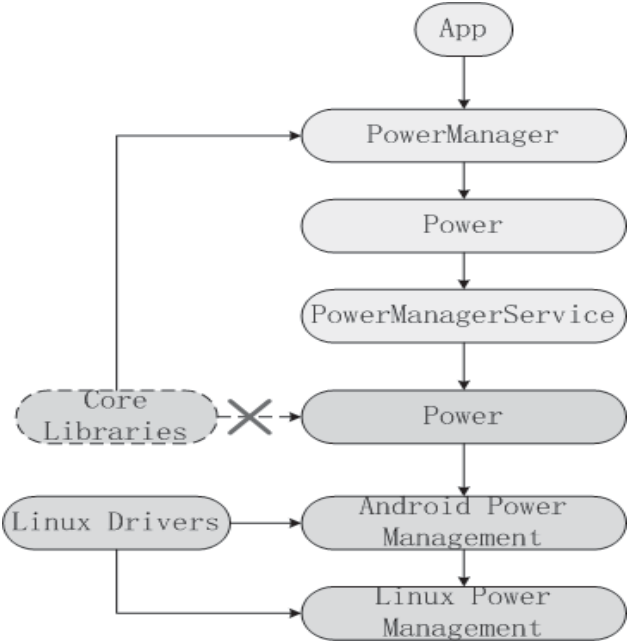 App
PowerManager
Power
PowerManagerService
Core
Libraries
Power
Linux Drivers
Android Power
Management
Linux Power
Management